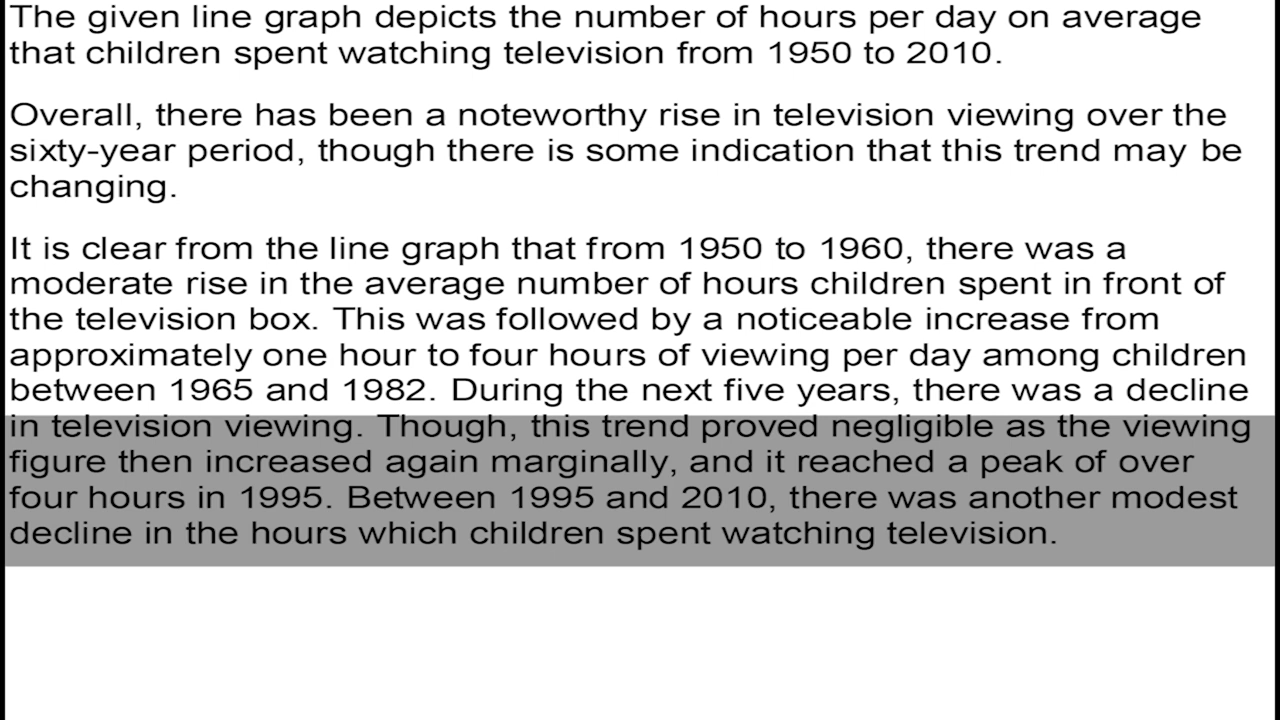 The given line graph depicts the number of hours per day on average
that children spent watching television from 1950 to 2010.
Overall, there has been a noteworthy rise in television viewing over the
sixty-year period, though there is some indication that this trend may be
changing.
It is clear from the line graph that from 1950 to 1960, there was a
moderate rise in the average number of hours children spent in front of
the television box. This was followed by a noticeable increase from
approximately one hour to four hours of viewing per day among children
between 1965 and 1982. During the next five years, there was a decline
in television viewing. Though, this trend proved negligible as the viewing
figure then increased again marginally, and it reached a peak of over
four hours in 1995. Between 1995 and 2010, there was another modest
decline in the hours which children spent watching television.